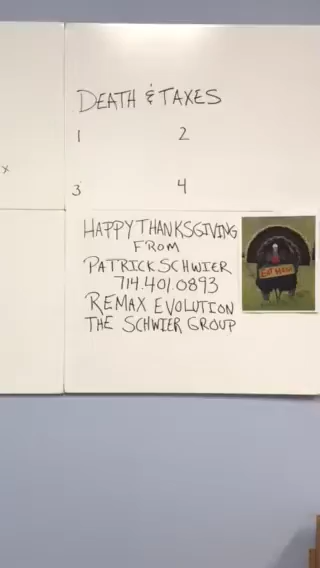 DEATH & TAXES
1 2
x
3 4
HAPPY THANKSGIVING
FROM
PATRICK SCHWIER
714.401.0893
REMAX EVOLUTION
THE SCHWIER GROUP
EAT MORE